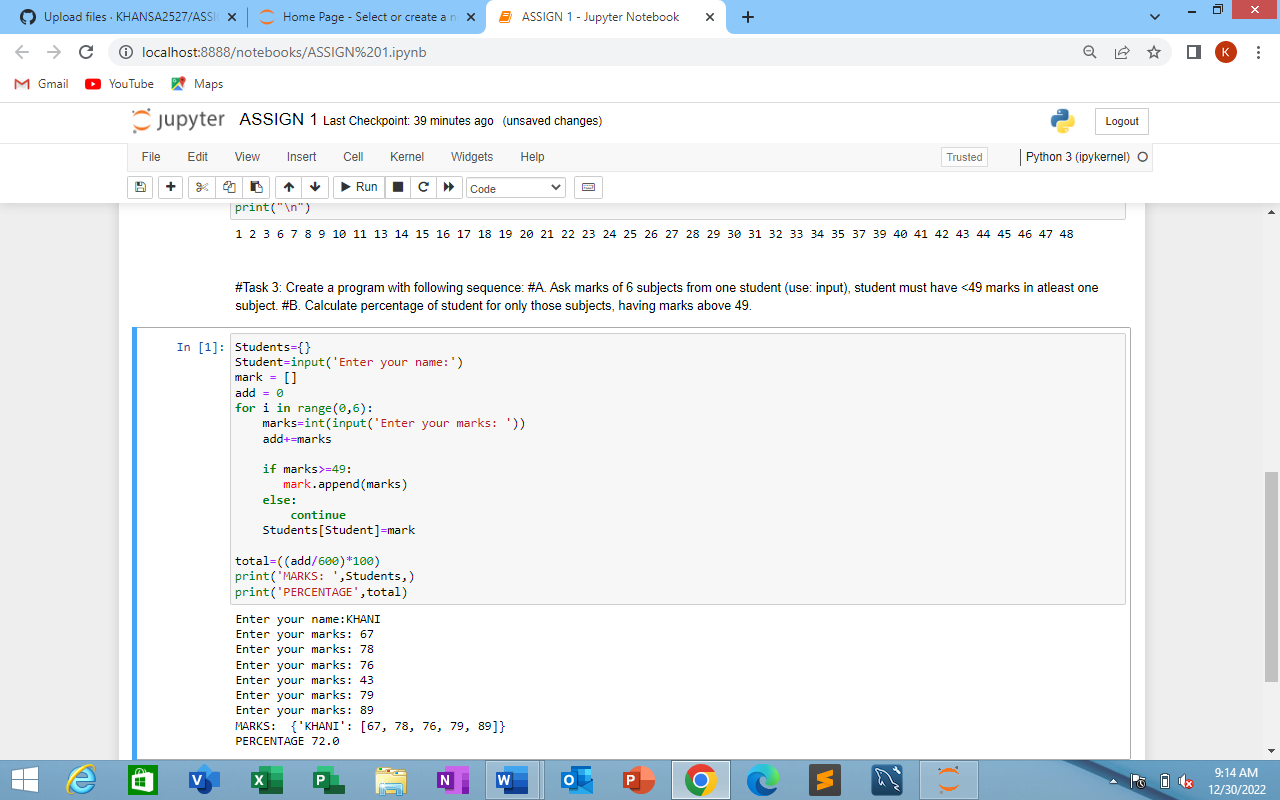 Upload files · KHANSA2527/ASSI
Home Page - Select or create a n
ASSIGN 1 - Jupyter Notebook
localhost:8888/notebooks/ASSIGN%201.ipynb
K
Gmail YouTube Maps
jupyter ASSIGN 1 Last Checkpoint: 39 minutes ago (unsaved changes)
Logout
File Edit View Insert Cell Kernel Widgets Help
Trusted
Python 3 (ipykernel)
Run
Code
print("\n")
1 2 3 6 7 8 9 10 11 13 14 15 16 17 18 19 20 21 22 23 24 25 26 27 28 29 30 31 32 33 34 35 37 39 40 41 42 43 44 45 46 47 48
#Task 3: Create a program with following sequence: #A. Ask marks of 6 subjects from one student (use: input), student must have <49 marks in atleast one
subject. #B. Calculate percentage of student for only those subjects, having marks above 49.
In [1]:
Students={}
Student=input('Enter your name:')
mark = []
add = 0
for i in range(0,6):
    marks=int(input('Enter your marks: '))
    add+=marks
    if marks>=49:
       mark.append(marks)
    else:
        continue
    Students[Student]=mark
total=((add/600)*100)
print('MARKS: ',Students,)
print('PERCENTAGE',total)
Enter your name:KHANI
Enter your marks: 67
Enter your marks: 78
Enter your marks: 76
Enter your marks: 43
Enter your marks: 79
Enter your marks: 89
MARKS:  {'KHANI': [67, 78, 76, 79, 89]}
PERCENTAGE 72.0
9:14 AM
12/30/2022